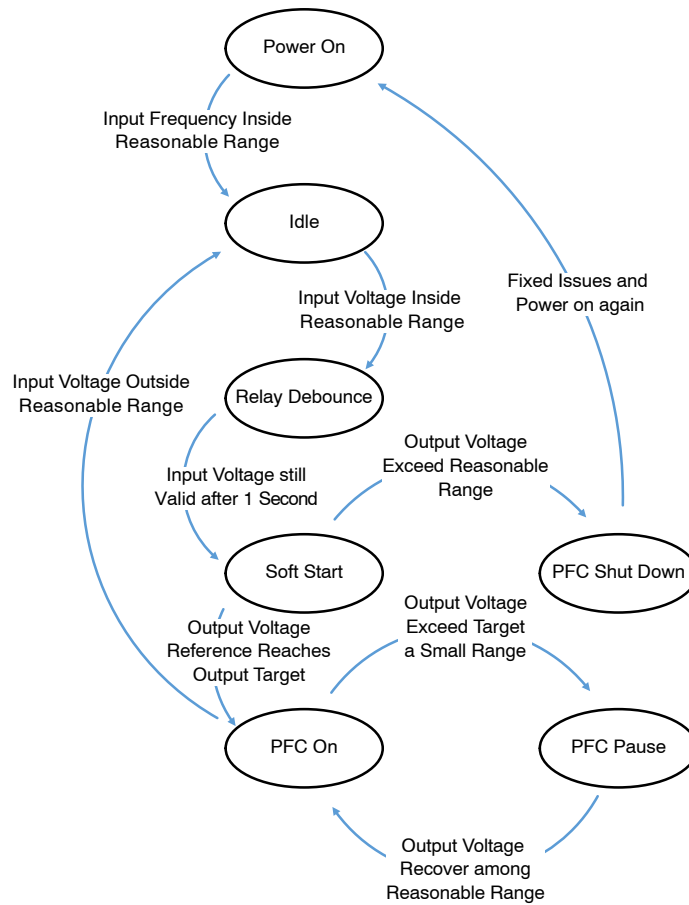 Power On
Input Frequency Inside
Reasonable Range
Idle
Fixed Issues and
Power on again
Input Voltage Inside
Reasonable Range
Input Voltage Outside
Reasonable Range
Relay Debounce
Output Voltage
Exceed Reasonable
Range
Input Voltage still
Valid after 1 Second
Soft Start
PFC Shut Down
Output Voltage
Exceed Target
a Small Range
Output Voltage
Reference Reaches
Output Target
PFC On
PFC Pause
Output Voltage
Recover among
Reasonable Range